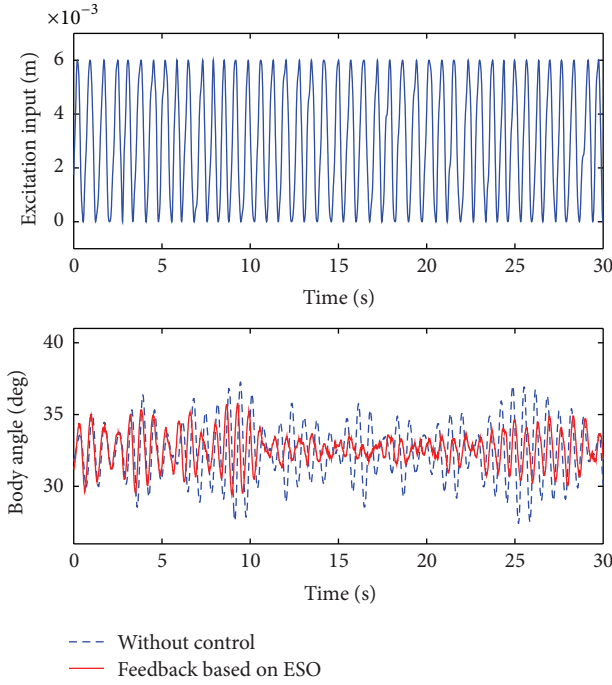 ×10⁻³
6
4
2
0
Excitation input (m)
0 5 10 15 20 25 30
Time (s)
40
35
30
Body angle (deg)
0 5 10 15 20 25 30
Time (s)
Without control
Feedback based on ESO